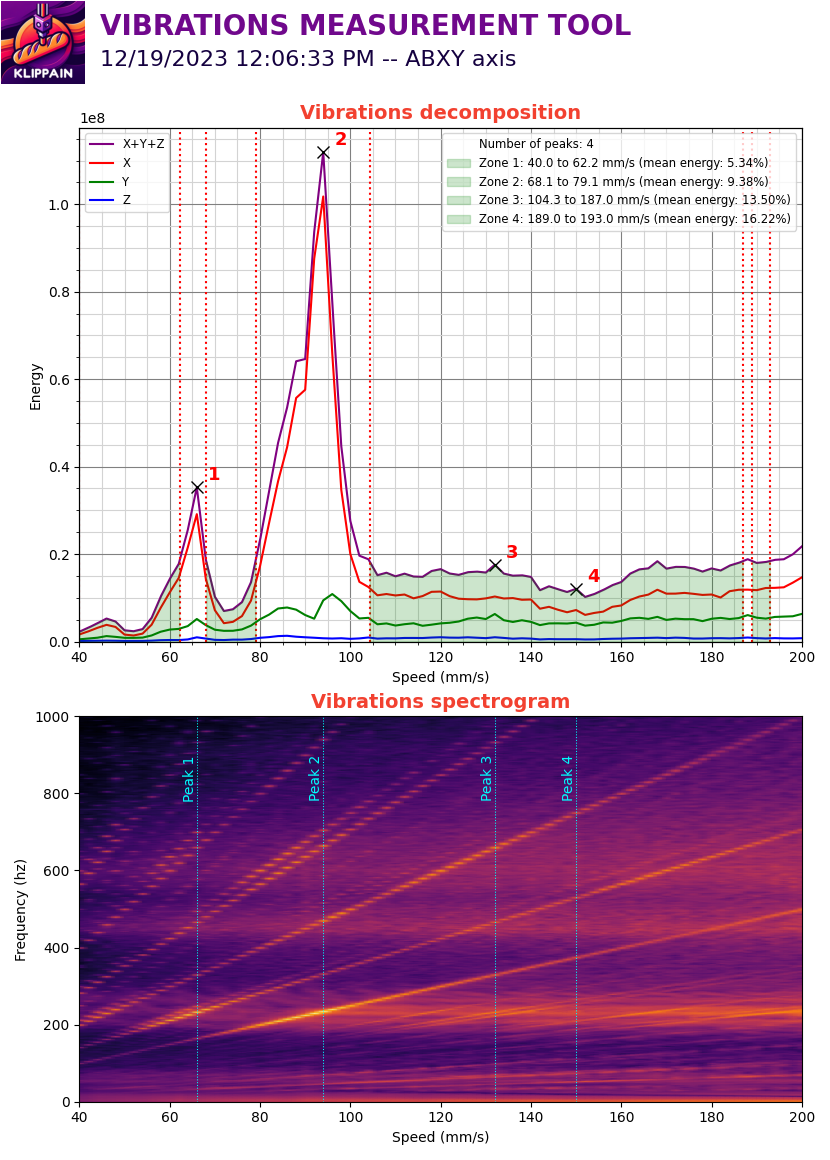 VIBRATIONS MEASUREMENT TOOL
12/19/2023 12:06:33 PM -- ABXY axis
KLIPPAIN
Vibrations decomposition
1e8
X+Y+Z
X
Y
Z
Number of peaks: 4
Zone 1: 40.0 to 62.2 mm/s (mean energy: 5.34%)
Zone 2: 68.1 to 79.1 mm/s (mean energy: 9.38%)
Zone 3: 104.3 to 187.0 mm/s (mean energy: 13.50%)
Zone 4: 189.0 to 193.0 mm/s (mean energy: 16.22%)
1
2
3
4
1.0
0.8
0.6
0.4
0.2
0.0
Energy
40 60 80 100 120 140 160 180 200
Speed (mm/s)
Vibrations spectrogram
1000
800
600
400
200
0
Frequency (hz)
Peak 1
Peak 2
Peak 3
Peak 4
40 60 80 100 120 140 160 180 200
Speed (mm/s)